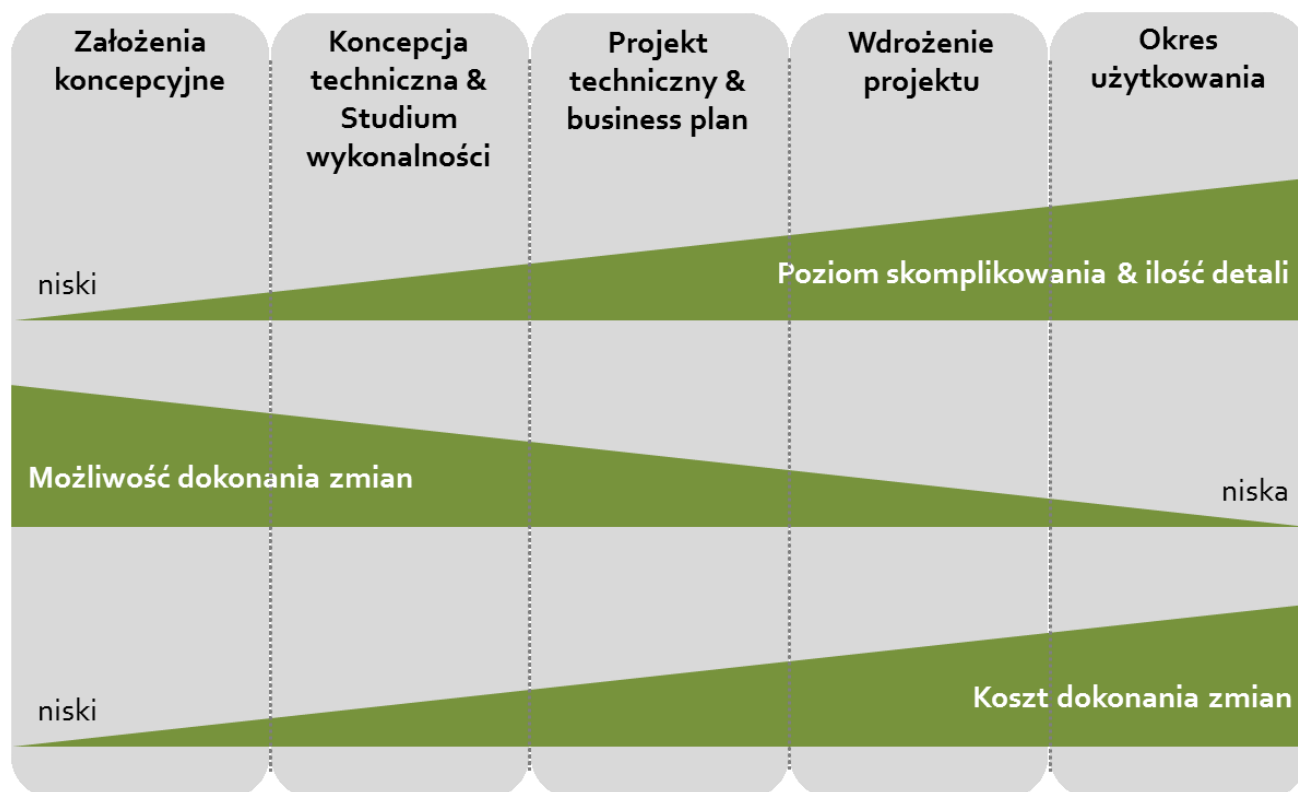 Założenia
koncepcyjne
Koncepcja
techniczna &
Studium
wykonalności
Projekt
techniczny &
business plan
Wdrożenie
projektu
Okres
użytkowania
niski
Poziom skomplikowania & ilość detali
Możliwość dokonania zmian
niska
niski
Koszt dokonania zmian